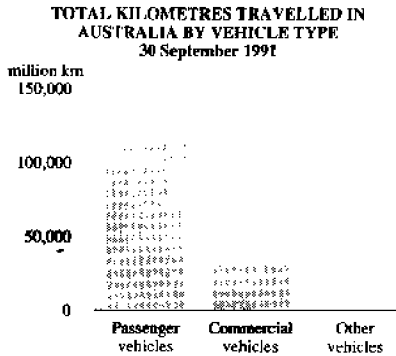 TOTAL KILOMETRES TRAVELLED IN
AUSTRALIA BY VEHICLE TYPE
30 September 1991
million km
150,000
100,000
50,000
0
Passenger vehicles
Commercial vehicles
Other vehicles